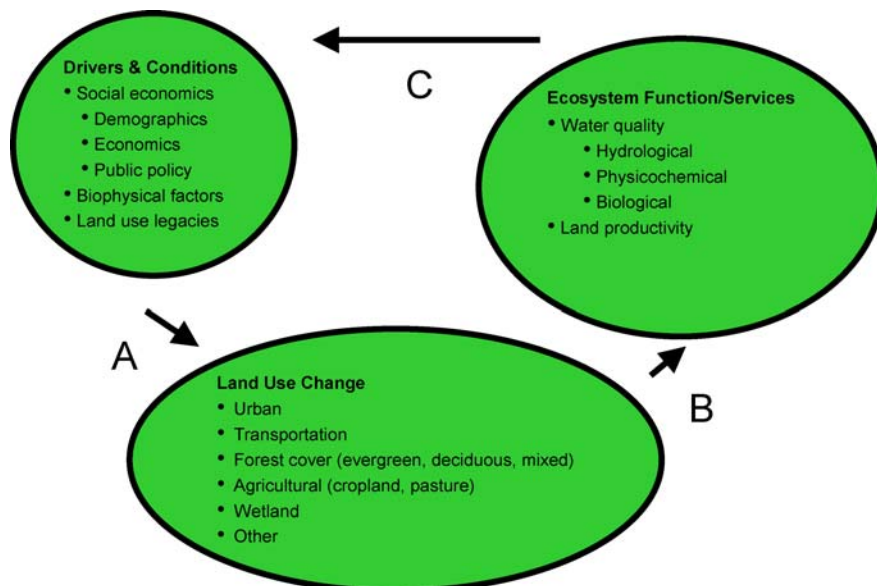 Drivers & Conditions
• Social economics
• Demographics
• Economics
• Public policy
• Biophysical factors
• Land use legacies
C
Ecosystem Function/Services
• Water quality
• Hydrological
• Physicochemical
• Biological
• Land productivity
A
Land Use Change
• Urban
• Transportation
• Forest cover (evergreen, deciduous, mixed)
• Agricultural (cropland, pasture)
• Wetland
• Other
B